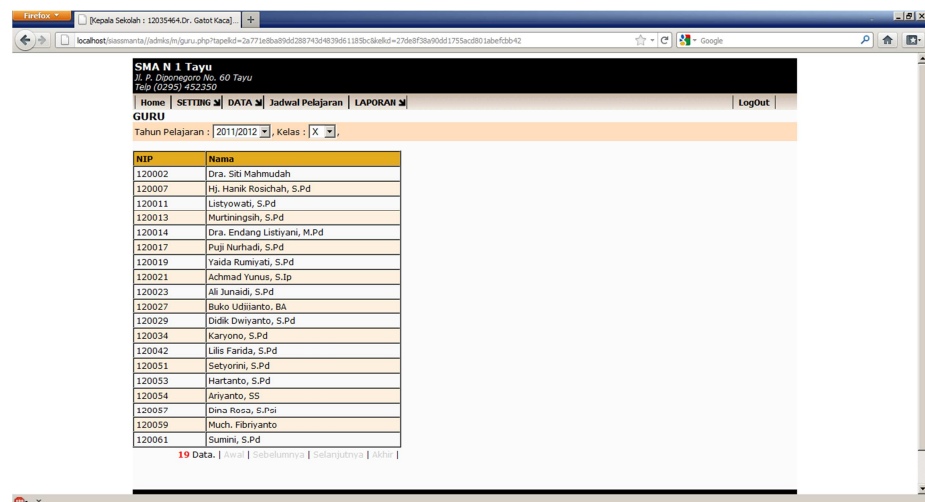 Firefox
[Kepala Sekolah : 12035464.Dr. Gatot Kaca]... +
localhost/siassmanta//admks/m/guru.php?tapelkd=2a771e8ba89dd288743d4839d61185bc&kelkd=27de8f38a90dd1755acd801abefcbb42
Google
SMA N 1 Tayu
Jl. P. Diponegoro No. 60 Tayu
Telp (0295) 452350
Home | SETTING | DATA | Jadwal Pelajaran | LAPORAN | LogOut |
GURU
Tahun Pelajaran : 2011/2012 , Kelas : X ,
NIP Nama
120002 Dra. Siti Mahmudah
120007 Hj. Hanik Rosichah, S.Pd
120011 Listyowati, S.Pd
120013 Murtiningsih, S.Pd
120014 Dra. Endang Listiyani, M.Pd
120017 Puji Nurhadi, S.Pd
120019 Yaida Rumiyati, S.Pd
120021 Achmad Yunus, S.Ip
120023 Ali Junaidi, S.Pd
120027 Buko Udijianto, BA
120029 Didik Dwiyanto, S.Pd
120034 Karyono, S.Pd
120042 Lilis Farida, S.Pd
120051 Setyorini, S.Pd
120053 Hartanto, S.Pd
120054 Ariyanto, SS
120057 Dina Rosa, S.Psi
120059 Much. Fibriyanto
120061 Sumini, S.Pd
19 Data. | Awal | Sebelumnya | Selanjutnya | Akhir |